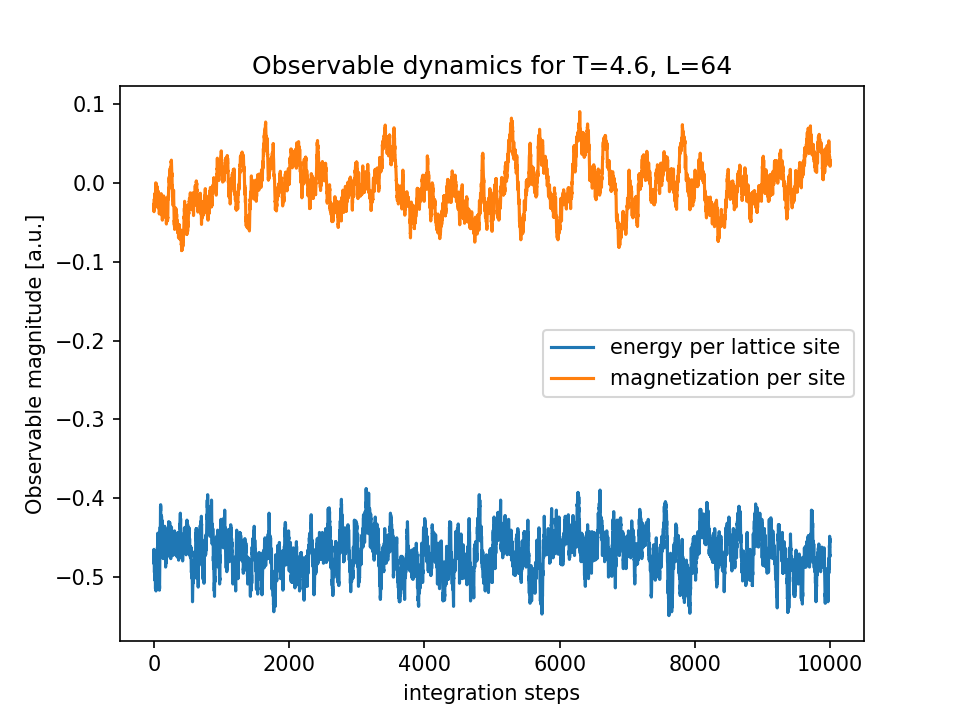 Observable dynamics for T=4.6, L=64
Observable magnitude [a.u.]
0.1
0.0
−0.1
−0.2
−0.3
−0.4
−0.5
energy per lattice site
magnetization per site
0 2000 4000 6000 8000 10000
integration steps